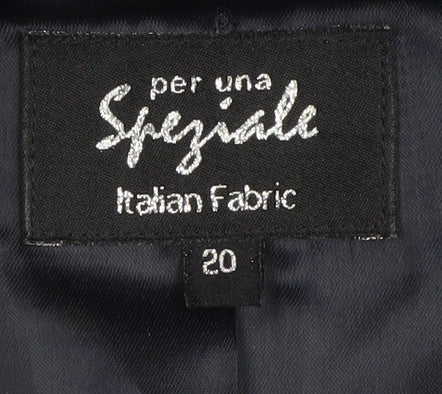 per una
Speziale
Italian Fabric
20